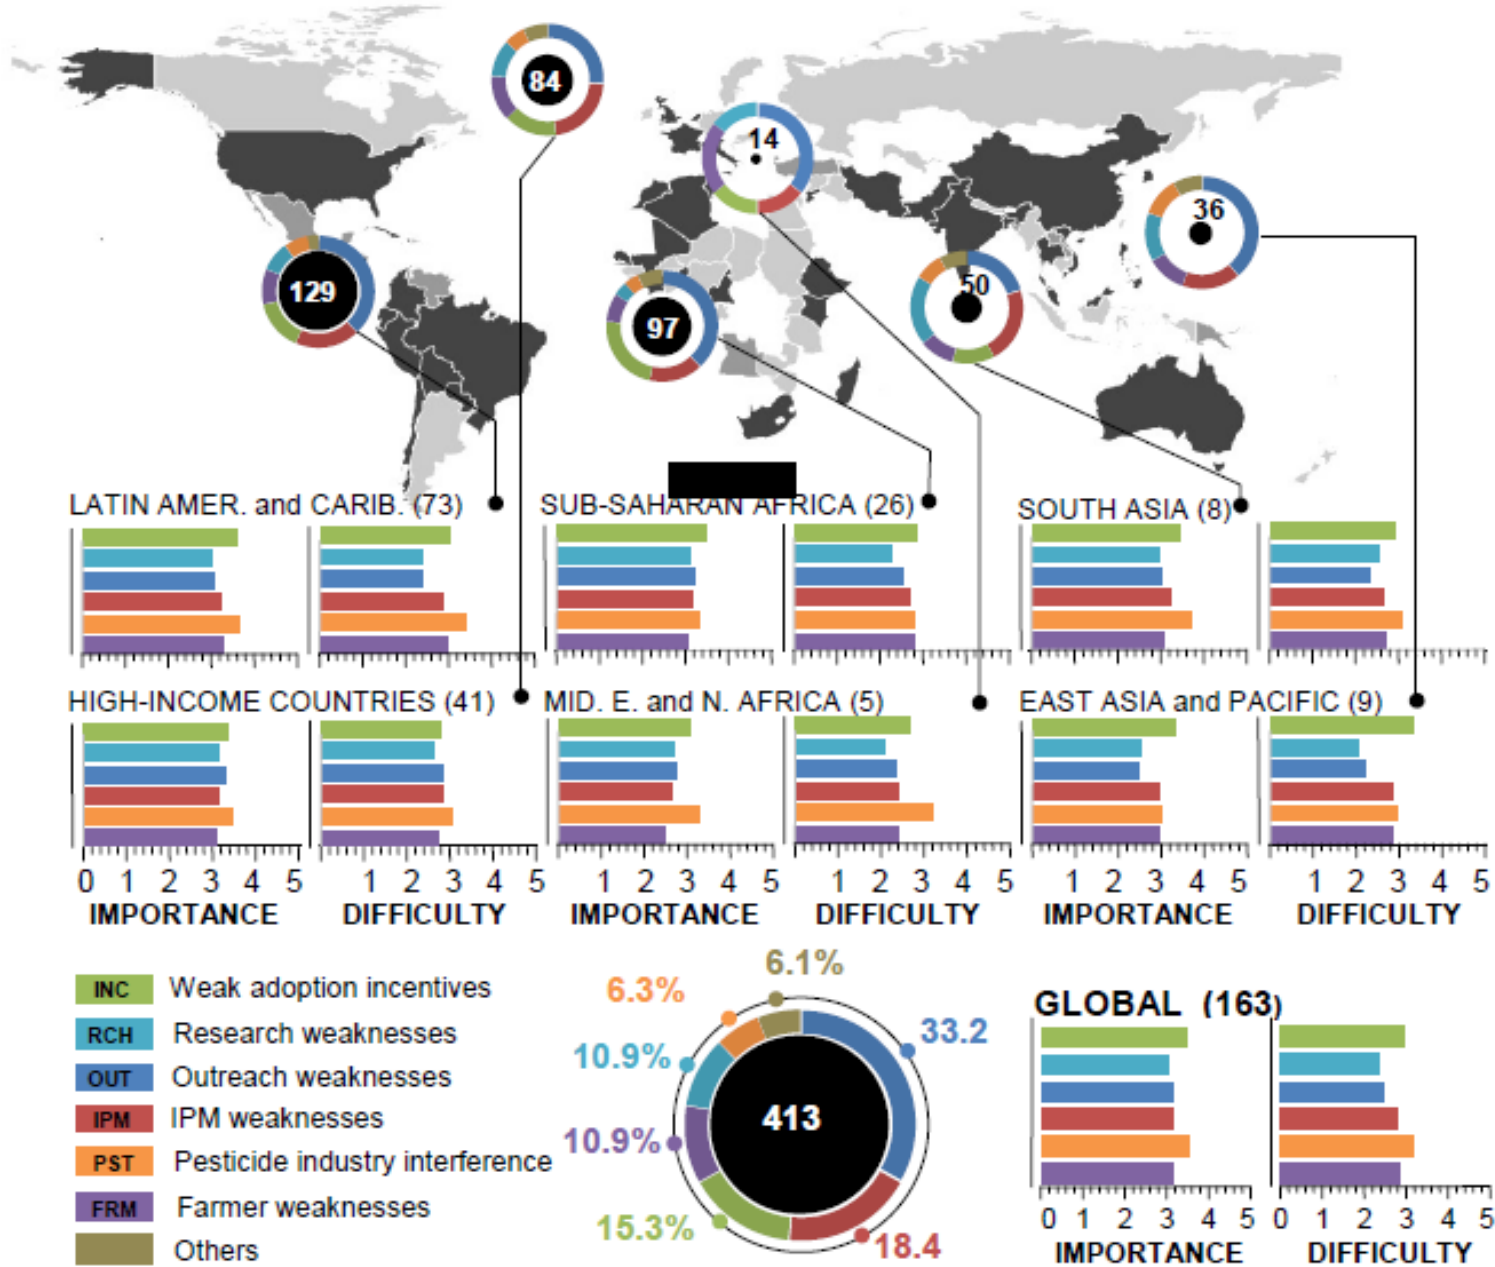 84
14
36
129
97
50
LATIN AMER. and CARIB. (73)
SUB-SAHARAN AFRICA (26)
SOUTH ASIA (8)
HIGH-INCOME COUNTRIES (41)
MID. E. and N. AFRICA (5)
EAST ASIA and PACIFIC (9)
0 1 2 3 4 5 1 2 3 4 5 1 2 3 4 5 1 2 3 4 5 1 2 3 4 5 1 2 3 4 5
IMPORTANCE DIFFICULTY IMPORTANCE DIFFICULTY IMPORTANCE DIFFICULTY
INC Weak adoption incentives
RCH Research weaknesses
OUT Outreach weaknesses
IPM IPM weaknesses
PST Pesticide industry interference
FRM Farmer weaknesses
Others
6.1%
6.3%
33.2
10.9%
413
10.9%
15.3%
18.4
GLOBAL (163)
0 1 2 3 4 5 0 1 2 3 4 5
IMPORTANCE DIFFICULTY